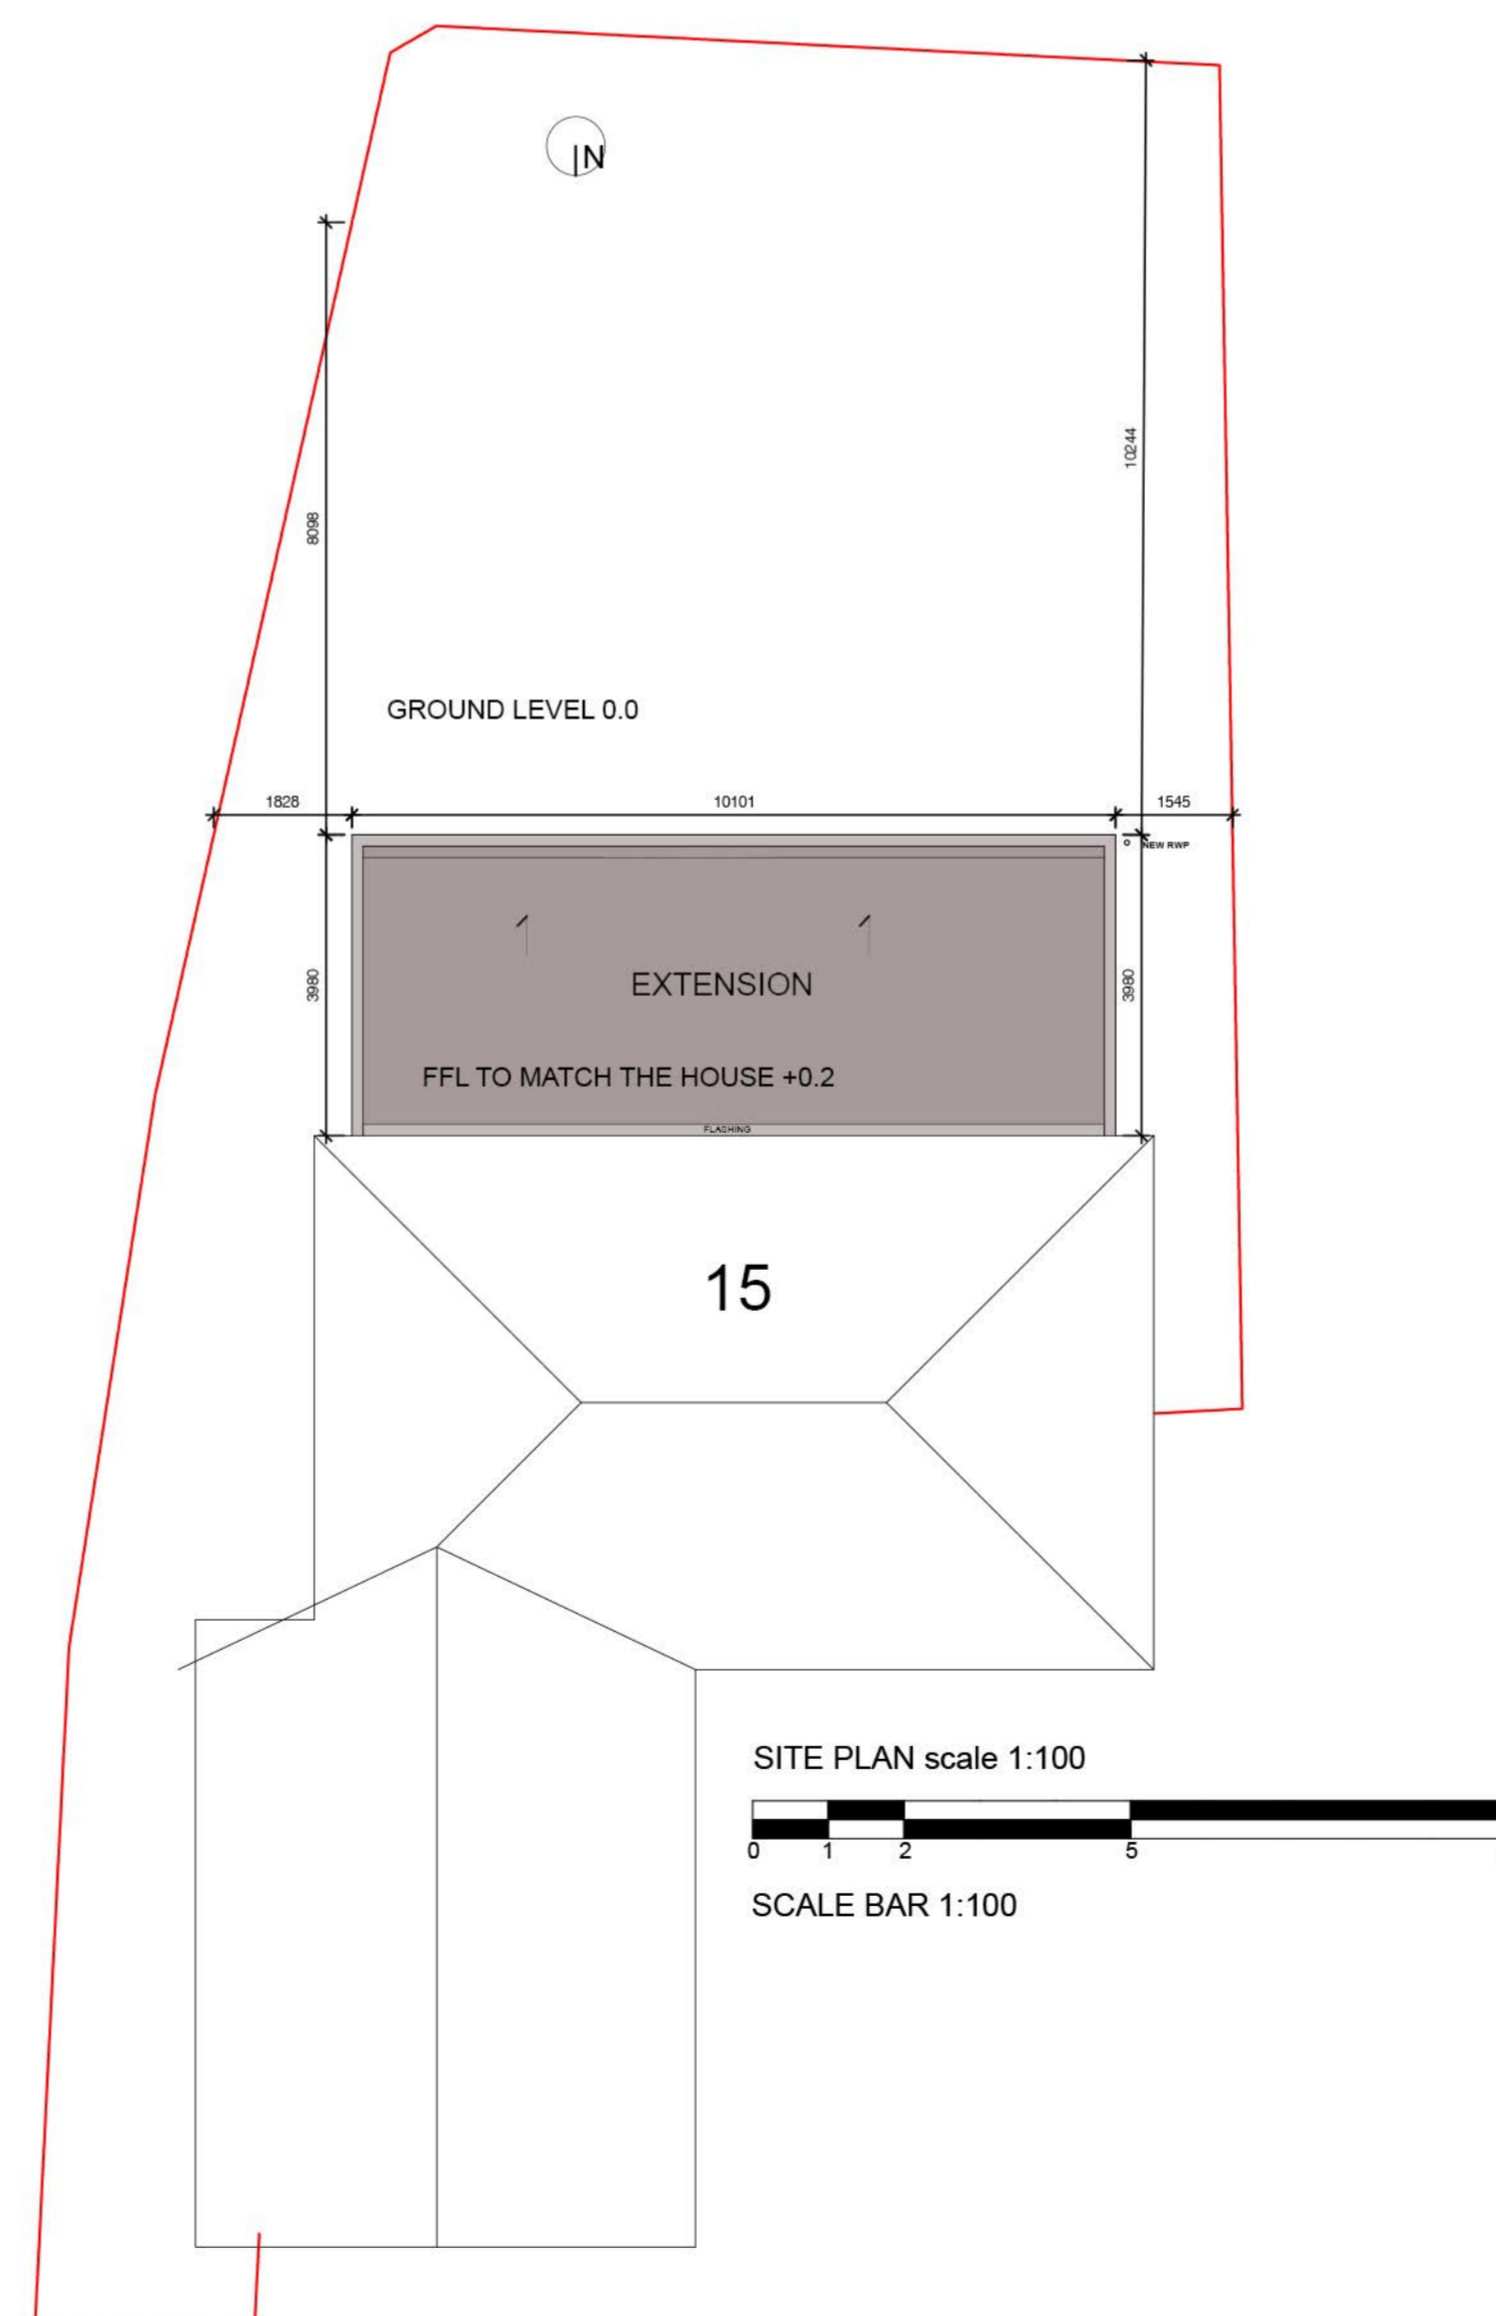 N
10244
8098
GROUND LEVEL 0.0
1828
10101
1545
NEW RWP
3980
EXTENSION
3980
FFL TO MATCH THE HOUSE +0.2
FLASHING
15
SITE PLAN scale 1:100
0 1 2 5
SCALE BAR 1:100